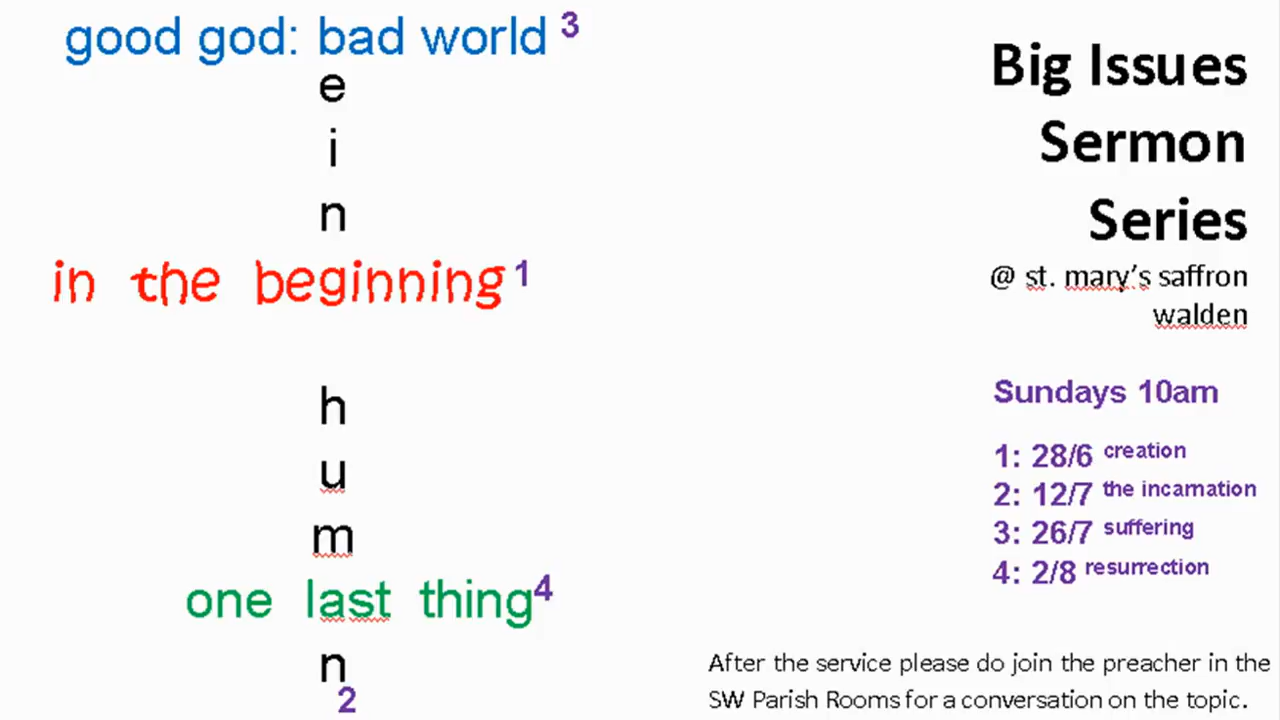 good god: bad world 3
e
i
n
in the beginning 1
h
u
m
one last thing 4
n
2
Big Issues
Sermon
Series
@ st. mary's saffron
walden
Sundays 10am
1: 28/6 creation
2: 12/7 the incarnation
3: 26/7 suffering
4: 2/8 resurrection
After the service please do join the preacher in the
SW Parish Rooms for a conversation on the topic.